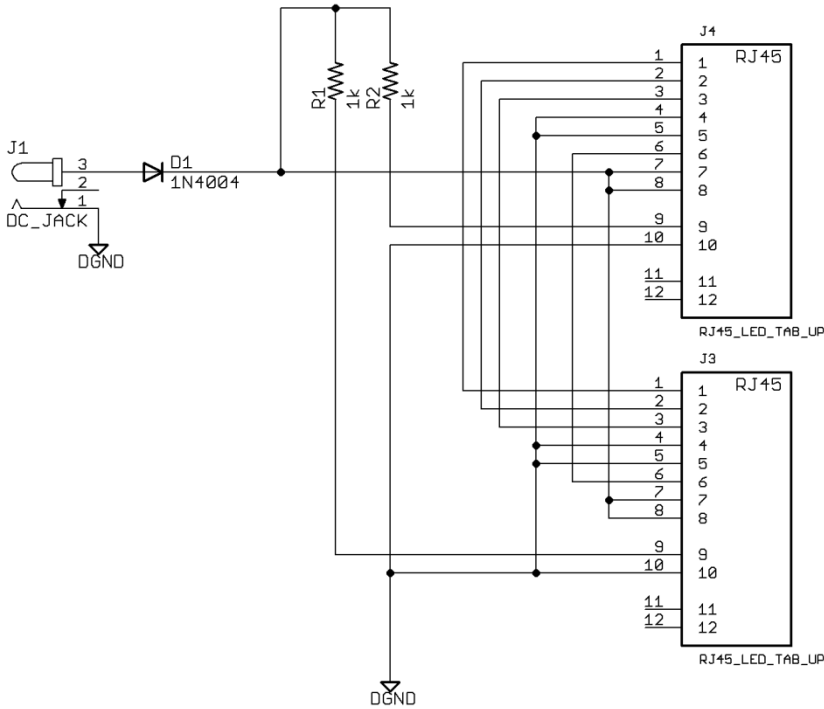 J4
RJ45
1 1
2 2
3 3
4 4
5 5
6 6
7 7
8 8
9 9
10 10
11 11
12 12
RJ45_LED_TAB_UP
R1
1k
R2
1k
J1
3
2
1
DC_JACK
DGND
D1
1N4004
J3
RJ45
1 1
2 2
3 3
4 4
5 5
6 6
7 7
8 8
9 9
10 10
11 11
12 12
RJ45_LED_TAB_UP
DGND